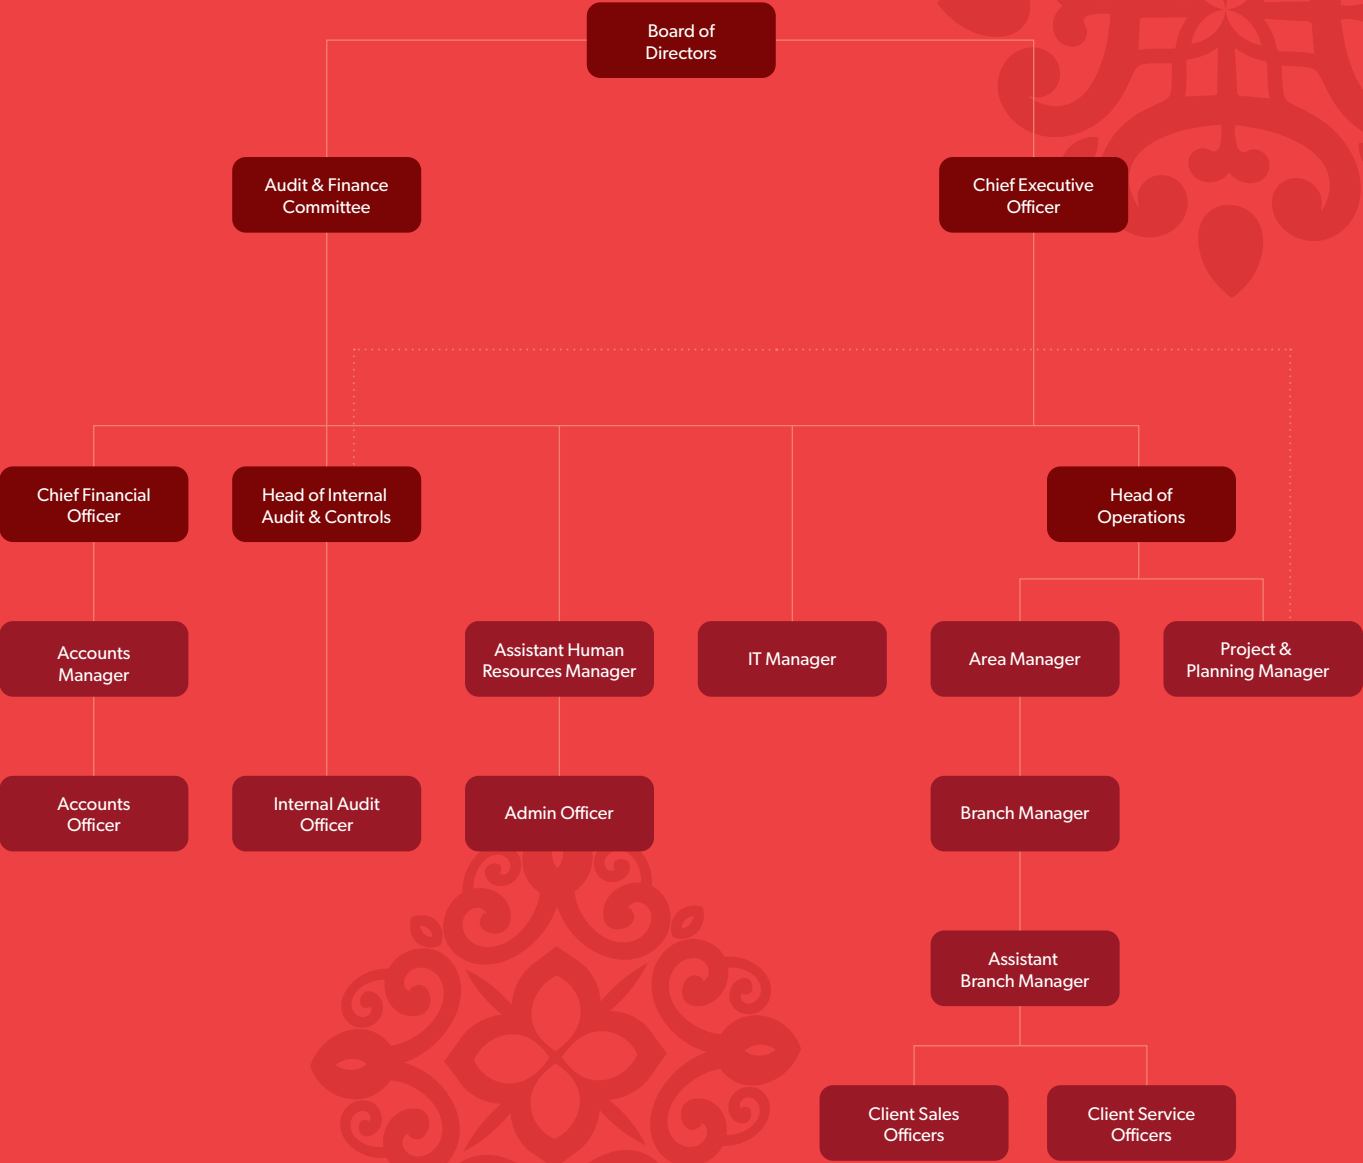 Board of
Directors
Audit & Finance
Committee
Chief Executive
Officer
Chief Financial
Officer
Head of Internal
Audit & Controls
Head of
Operations
Accounts
Manager
Assistant Human
Resources Manager
IT Manager
Area Manager
Project &
Planning Manager
Accounts
Officer
Internal Audit
Officer
Admin Officer
Branch Manager
Assistant
Branch Manager
Client Sales
Officers
Client Service
Officers